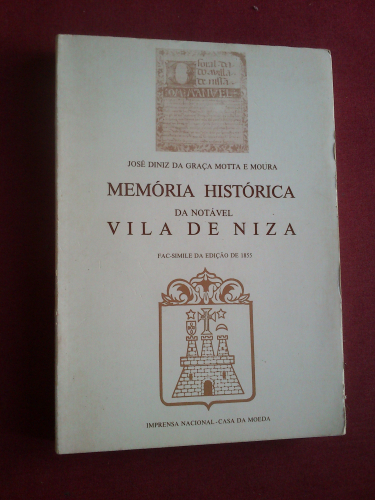 JOSÉ DINIZ DA GRAÇA MOTTA E MOURA
MEMÓRIA HISTÓRICA
DA NOTÁVEL
VILA DE NIZA
FAC-SIMILE DA EDIÇÃO DE 1855
IMPRENSA NACIONAL-CASA DA MOEDA